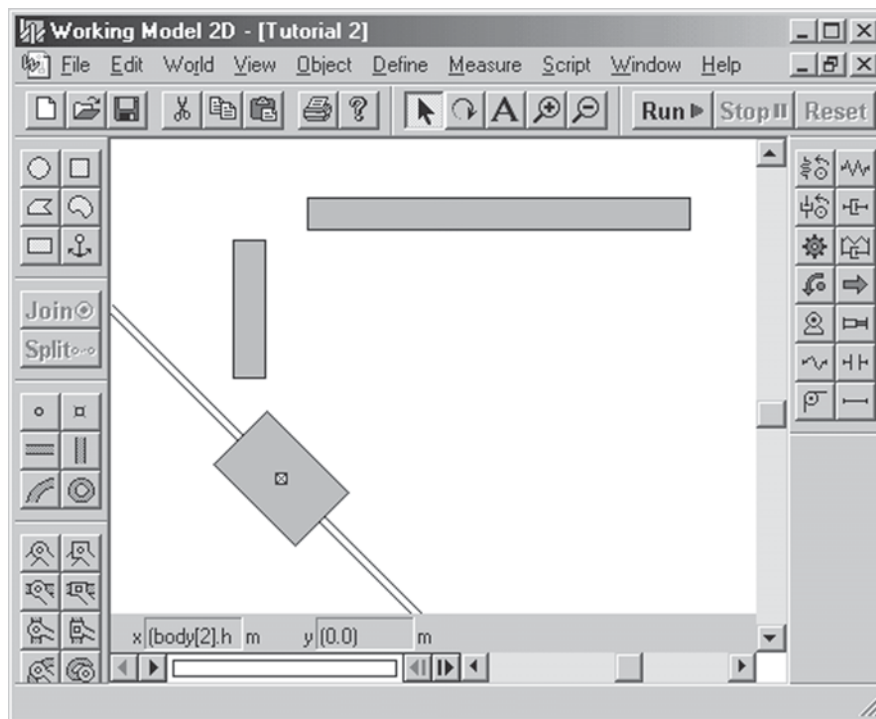 Working Model 2D - [Tutorial 2]
File Edit World View Object Define Measure Script Window Help
A Run Stop Reset
Join
Split
x (body[2].h m y (0.0) m